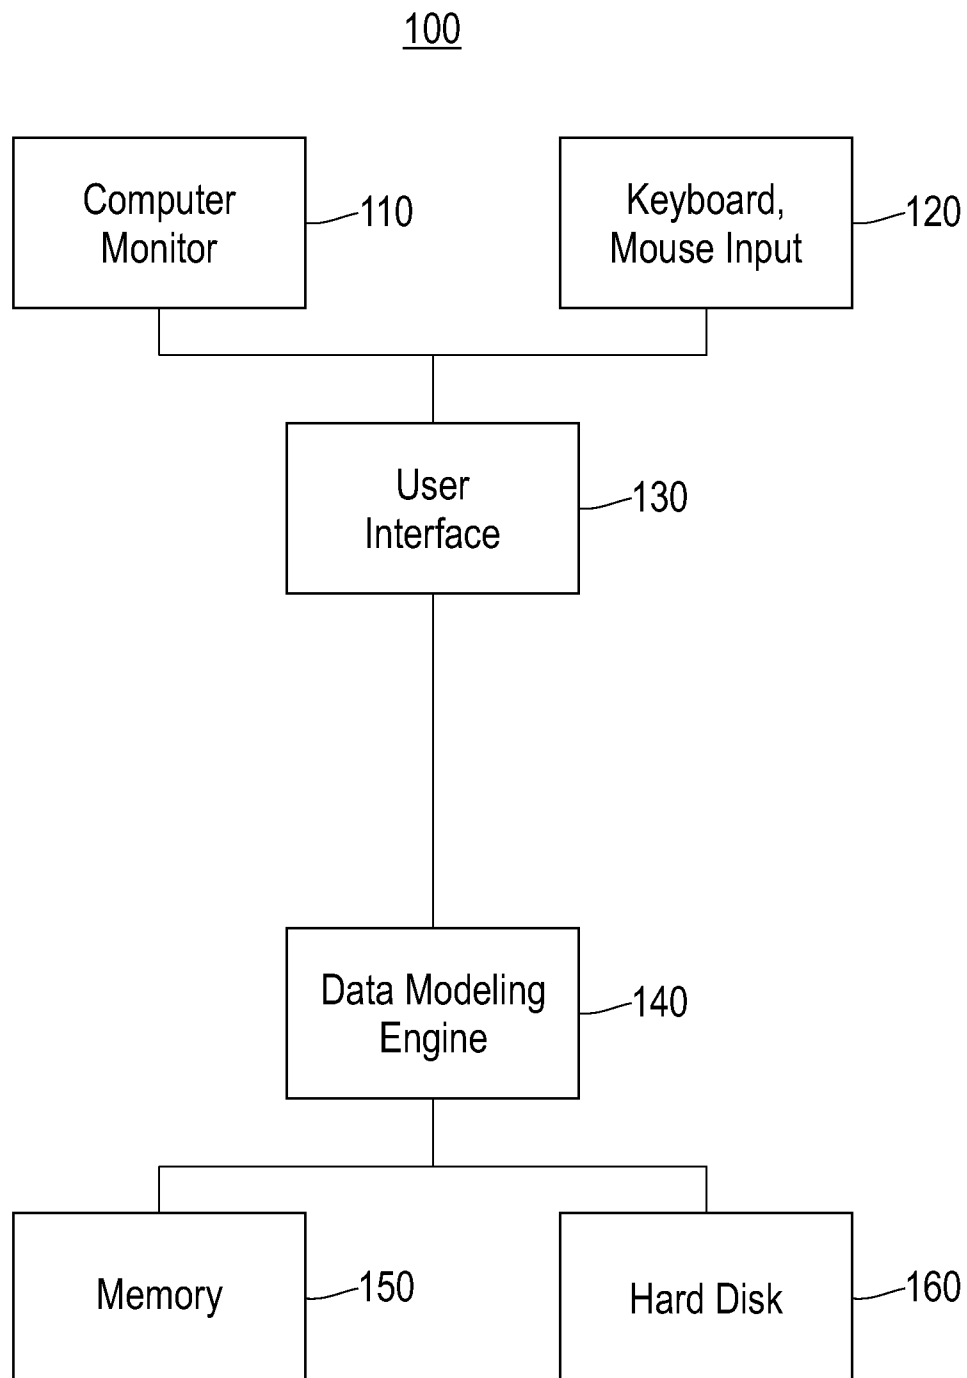 100
Computer
Monitor
110
Keyboard,
Mouse Input
120
User
Interface
130
Data Modeling
Engine
140
Memory
150
Hard Disk
160